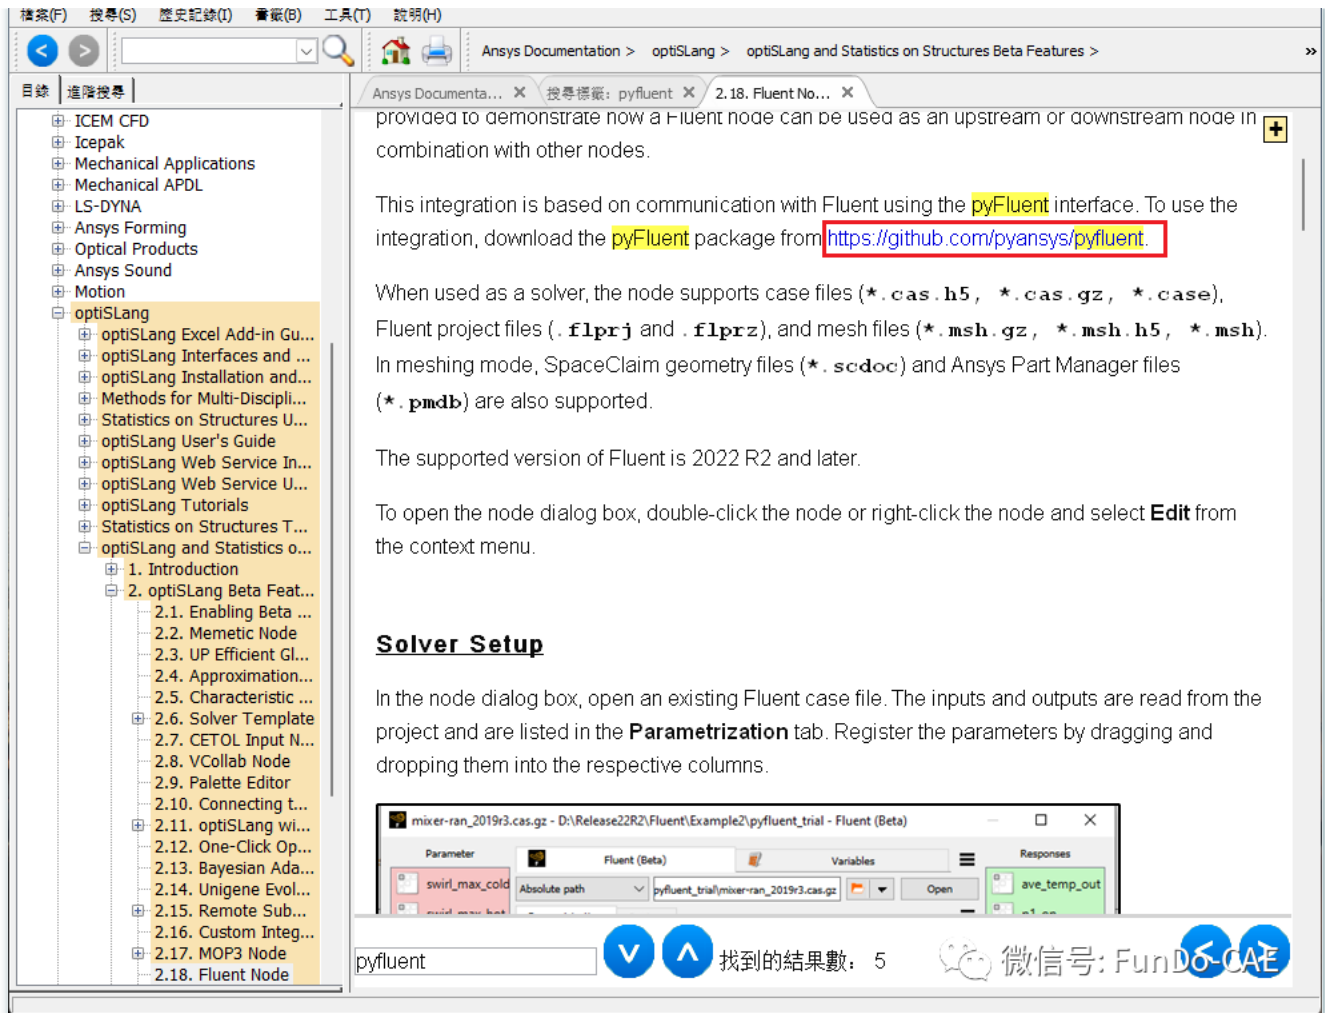 檔案(F) 搜尋(S) 歷史記錄(I) 書籤(B) 工具(T) 說明(H)
Ansys Documentation > optiSLang > optiSLang and Statistics on Structures Beta Features > »
目錄 進階搜尋
Ansys Documenta... × 搜尋標籤: pyfluent × 2.18. Fluent No... ×
ICEM CFD
Icepak
Mechanical Applications
Mechanical APDL
LS-DYNA
Ansys Forming
Optical Products
Ansys Sound
Motion
optiSLang
optiSLang Excel Add-in Gu...
optiSLang Interfaces and ...
optiSLang Installation and...
Methods for Multi-Discipli...
Statistics on Structures U...
optiSLang User's Guide
optiSLang Web Service In...
optiSLang Web Service U...
optiSLang Tutorials
Statistics on Structures T...
optiSLang and Statistics o...
1. Introduction
2. optiSLang Beta Feat...
2.1. Enabling Beta ...
2.2. Memetic Node
2.3. UP Efficient Gl...
2.4. Approximation...
2.5. Characteristic ...
2.6. Solver Template
2.7. CETOL Input N...
2.8. VCollab Node
2.9. Palette Editor
2.10. Connecting t...
2.11. optiSLang wi...
2.12. One-Click Op...
2.13. Bayesian Ada...
2.14. Unigene Evol...
2.15. Remote Sub...
2.16. Custom Integ...
2.17. MOP3 Node
2.18. Fluent Node
provided to demonstrate how a Fluent node can be used as an upstream or downstream node in
combination with other nodes.
This integration is based on communication with Fluent using the pyFluent interface. To use the
integration, download the pyFluent package from https://github.com/pyansys/pyfluent.
When used as a solver, the node supports case files (*.cas.h5, *.cas.gz, *.case),
Fluent project files (.flprj and .flprz), and mesh files (*.msh.gz, *.msh.h5, *.msh).
In meshing mode, SpaceClaim geometry files (*.scdoc) and Ansys Part Manager files
(*.pmdb) are also supported.
The supported version of Fluent is 2022 R2 and later.
To open the node dialog box, double-click the node or right-click the node and select Edit from
the context menu.
Solver Setup
In the node dialog box, open an existing Fluent case file. The inputs and outputs are read from the
project and are listed in the Parametrization tab. Register the parameters by dragging and
dropping them into the respective columns.
mixer-ran_2019r3.cas.gz - D:\Release22R2\Fluent\Example2\pyfluent_trial - Fluent (Beta)
Parameter Fluent (Beta) Variables Responses
swirl_max_cold Absolute path pyfluent_trial\mixer-ran_2019r3.cas.gz Open ave_temp_out
pyfluent 找到的結果數: 5
微信号: FunDo-CAE